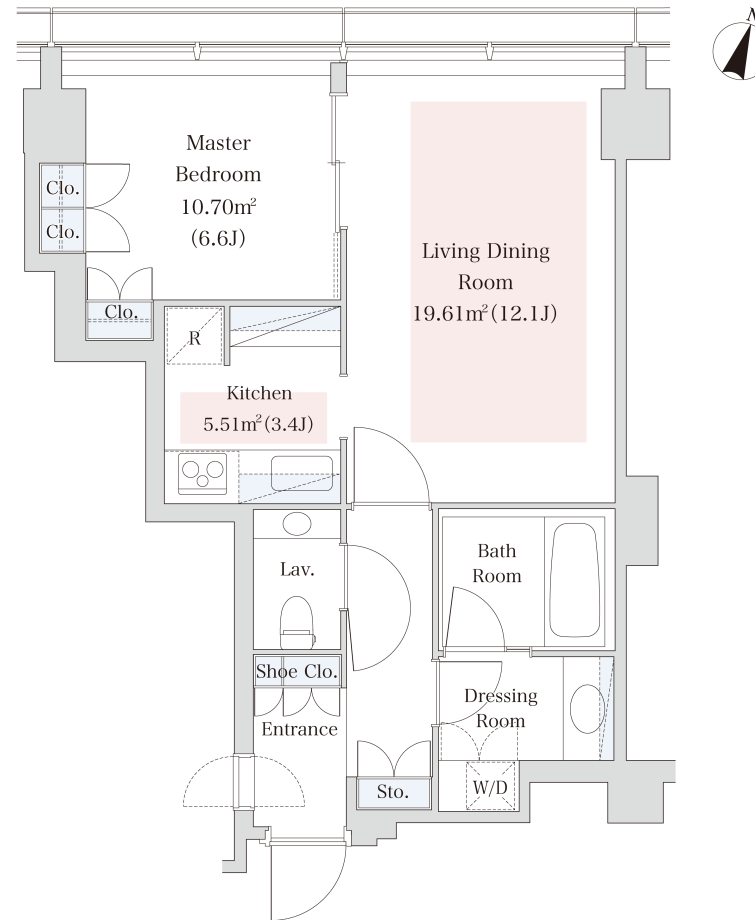 N
Master
Bedroom
10.70m²
(6.6J)
Clo.
Clo.
Clo.
Living Dining
Room
19.61m²(12.1J)
R
Kitchen
5.51m²(3.4J)
Lav.
Bath
Room
Shoe Clo.
Entrance
Dressing
Room
Sto.
W/D